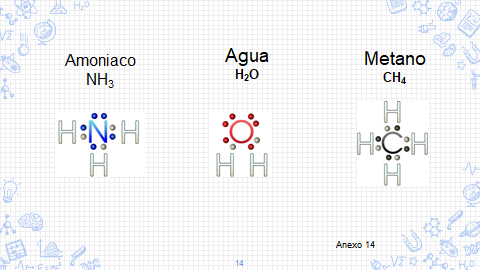 Amoniaco
NH₃
Agua
H₂O
Metano
CH₄
H N H
H
O
H H
H
H C H
H
Anexo 14
14